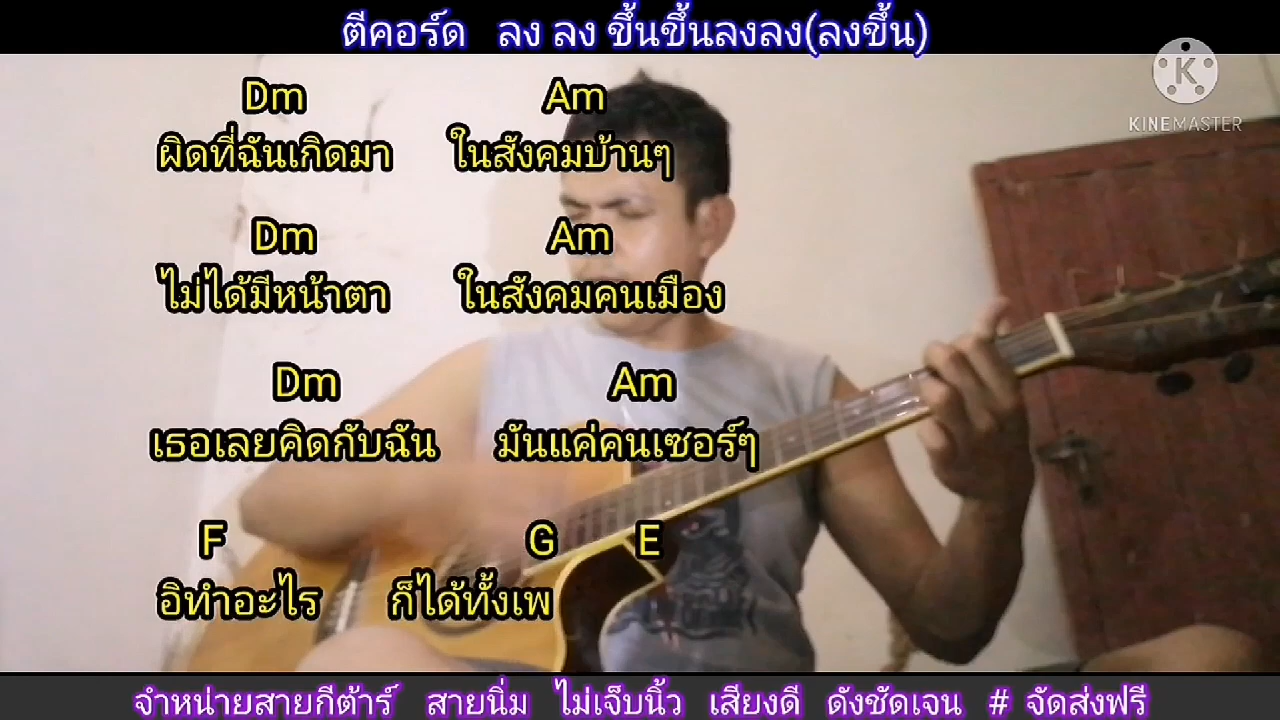 ตีคอร์ด ลง ลง ขึ้นขึ้นลงลง(ลงขึ้น)
K
KINEMASTER
Dm Am
ผิดที่ฉันเกิดมา ในสังคมบ้านๆ
Dm Am
ไม่ได้มีหน้าตา ในสังคมคนเมือง
Dm Am
เธอเลยคิดกับฉัน มันแค่คนเซอร์ๆ
F G E
อิทำอะไร ก็ได้ทั้งเพ
จำหน่ายสายกีต้าร์ สายนิ่ม ไม่เจ็บนิ้ว เสียงดี ดังชัดเจน # จัดส่งฟรี